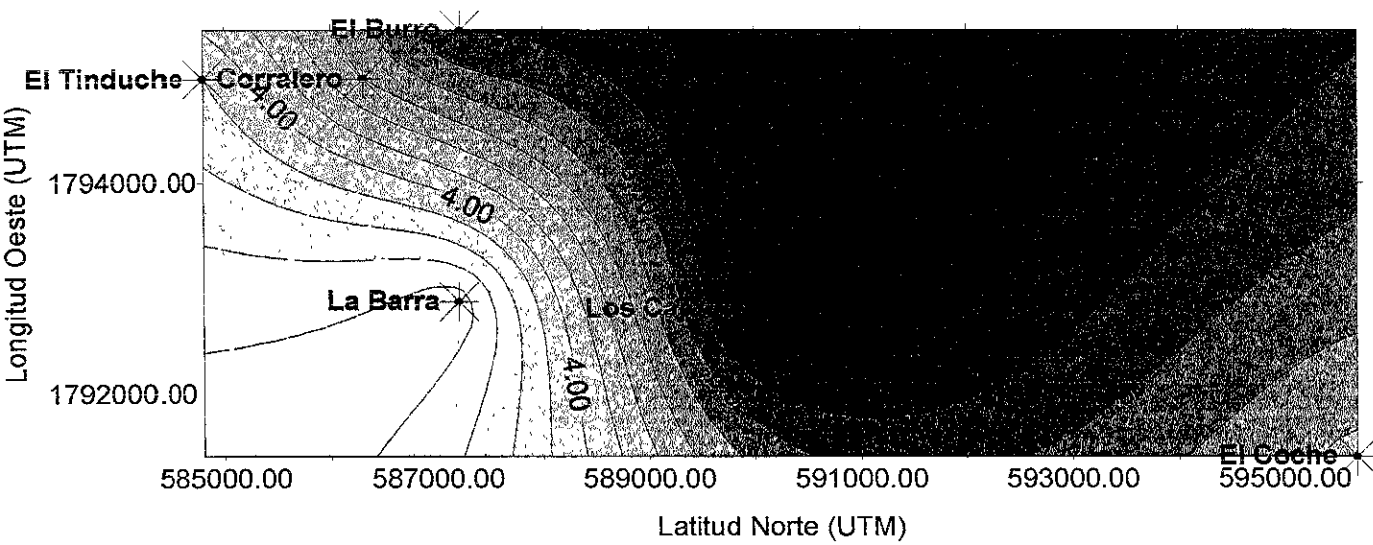 El Burro
El Tinduche
Corralero
4.00
Longitud Oeste (UTM)
1794000.00
4.00
La Barra
Los
4.00
1792000.00
El Coche
585000.00 587000.00 589000.00 591000.00 593000.00 595000.00
Latitud Norte (UTM)